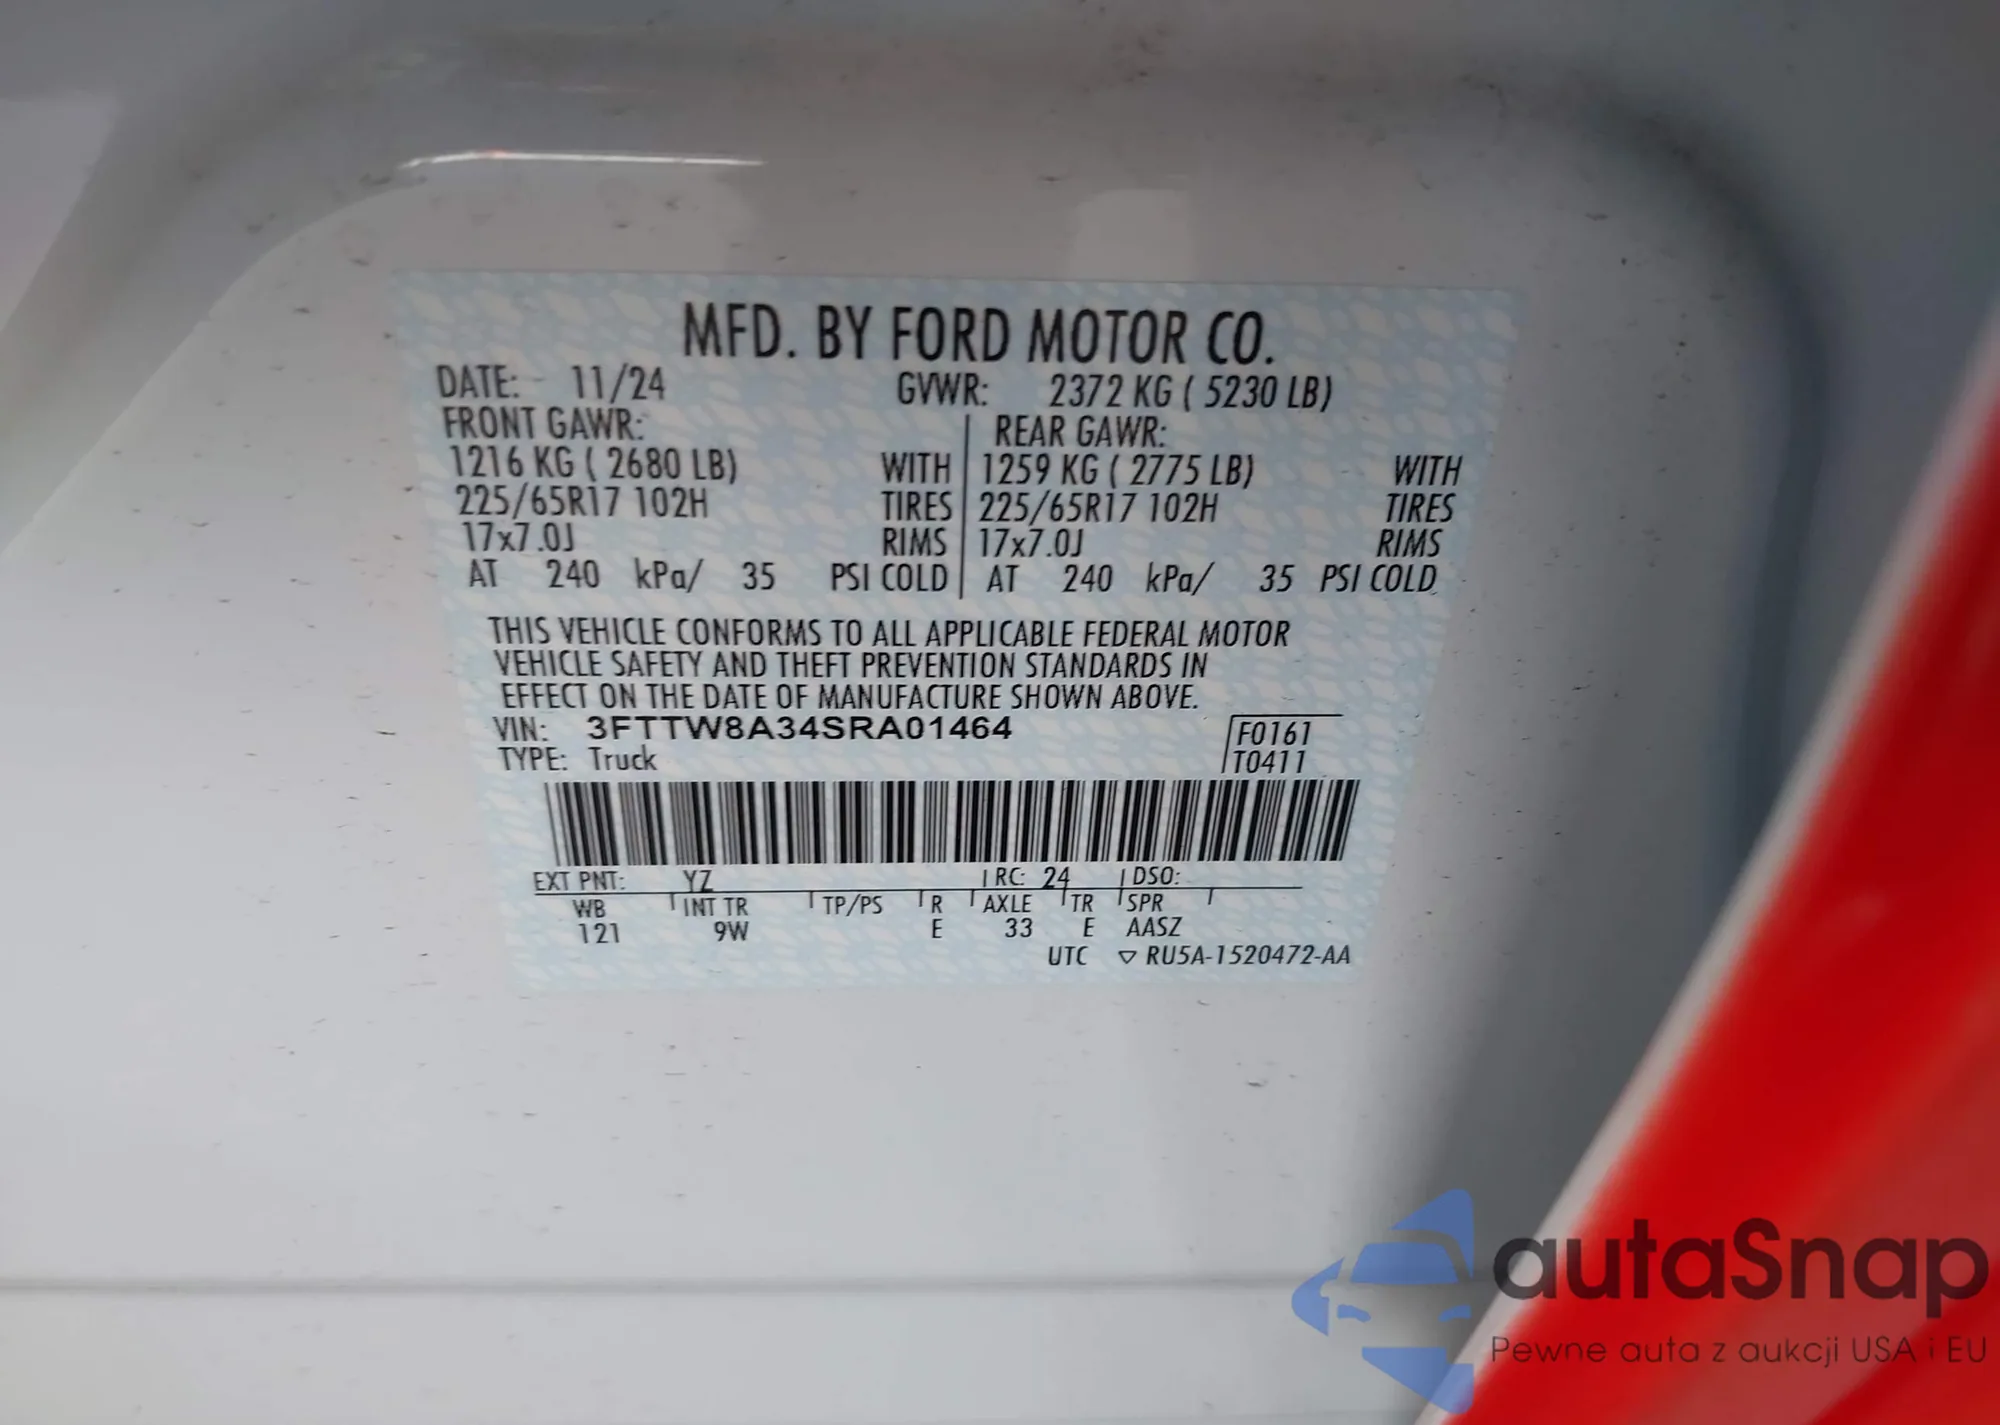 MFD. BY FORD MOTOR CO.
DATE: 11/24 GVWR: 2372 KG ( 5230 LB)
FRONT GAWR: REAR GAWR:
1216 KG ( 2680 LB) WITH 1259 KG ( 2775 LB) WITH
225/65R17 102H TIRES 225/65R17 102H TIRES
17x7.0J RIMS 17x7.0J RIMS
AT 240 kPa/ 35 PSI COLD AT 240 kPa/ 35 PSI COLD
THIS VEHICLE CONFORMS TO ALL APPLICABLE FEDERAL MOTOR
VEHICLE SAFETY AND THEFT PREVENTION STANDARDS IN
EFFECT ON THE DATE OF MANUFACTURE SHOWN ABOVE.
VIN: 3FTTW8A34SRA01464 F0161
TYPE: Truck T0411
EXT PNT: YZ RC: 24 DSO:
WB INT TR TP/PS R AXLE TR SPR
121 9W E 33 E AASZ
UTC ▽ RU5A-1520472-AA
autaSnap
Pewne auta z aukcji USA i EU